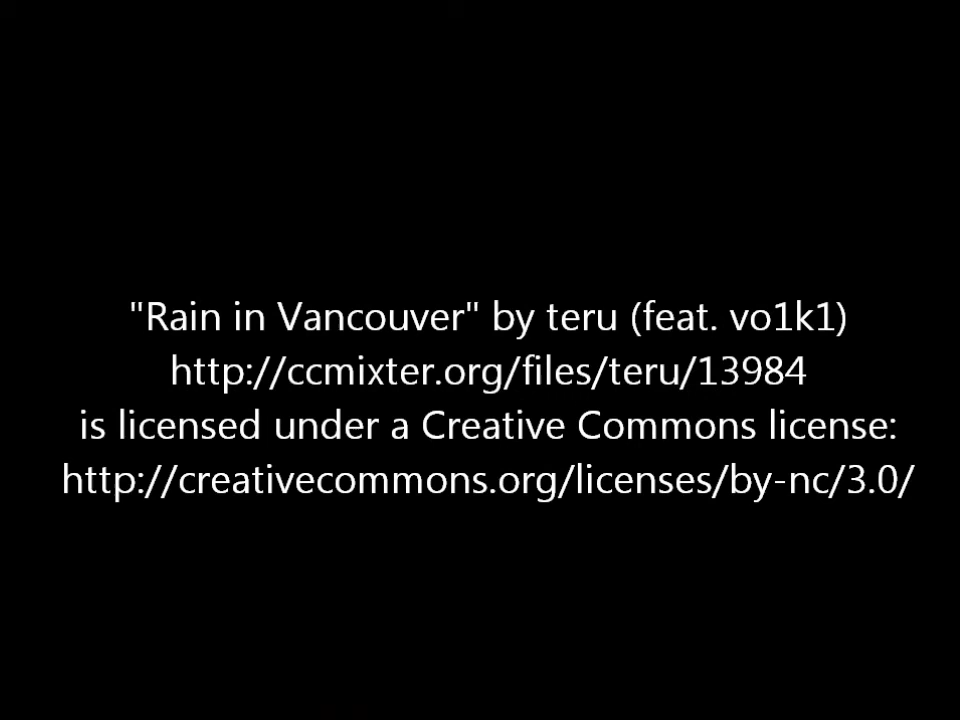 "Rain in Vancouver" by teru (feat. vo1k1)
http://ccmixter.org/files/teru/13984
is licensed under a Creative Commons license:
http://creativecommons.org/licenses/by-nc/3.0/